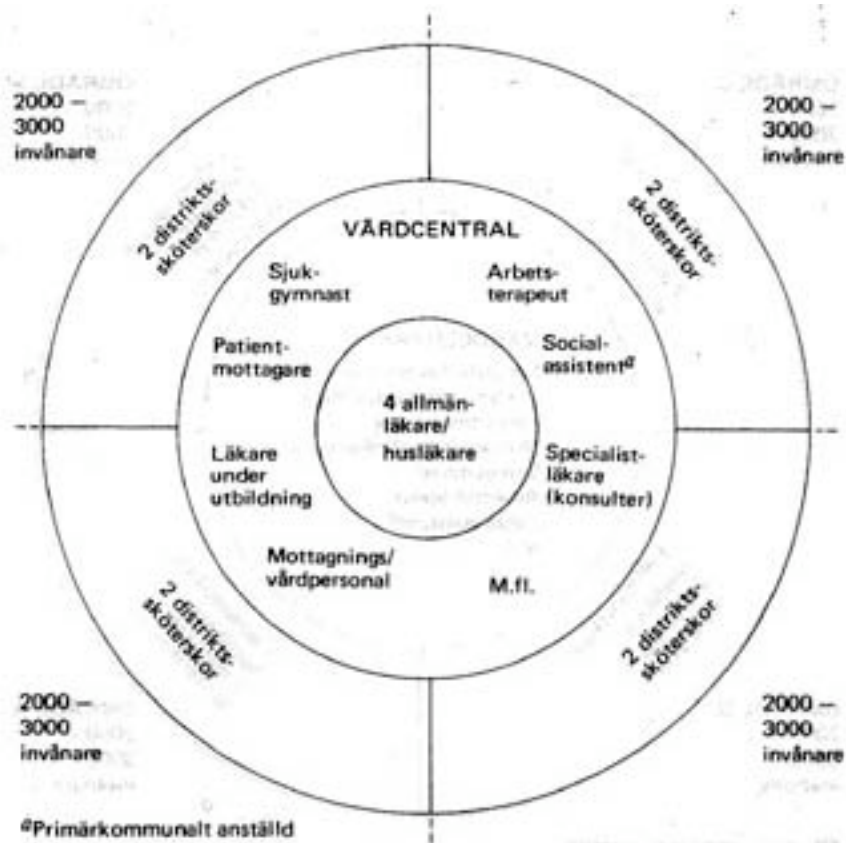 2000 –
3000
invånare
2000 –
3000
invånare
2 distrikts-
sköterskor
2 distrikts-
sköterskor
VÅRDCENTRAL
Sjuk-
gymnast
Arbets-
terapeut
Patient-
mottagare
Social-
assistentᵃ
4 allmän-
läkare/
husläkare
Läkare
under
utbildning
Specialist-
läkare
(konsulter)
Mottagnings/
vårdpersonal
M.fl.
2 distrikts-
sköterskor
2 distrikts-
sköterskor
2000 –
3000
invånare
2000 –
3000
invånare
ᵃPrimärkommunalt anställd